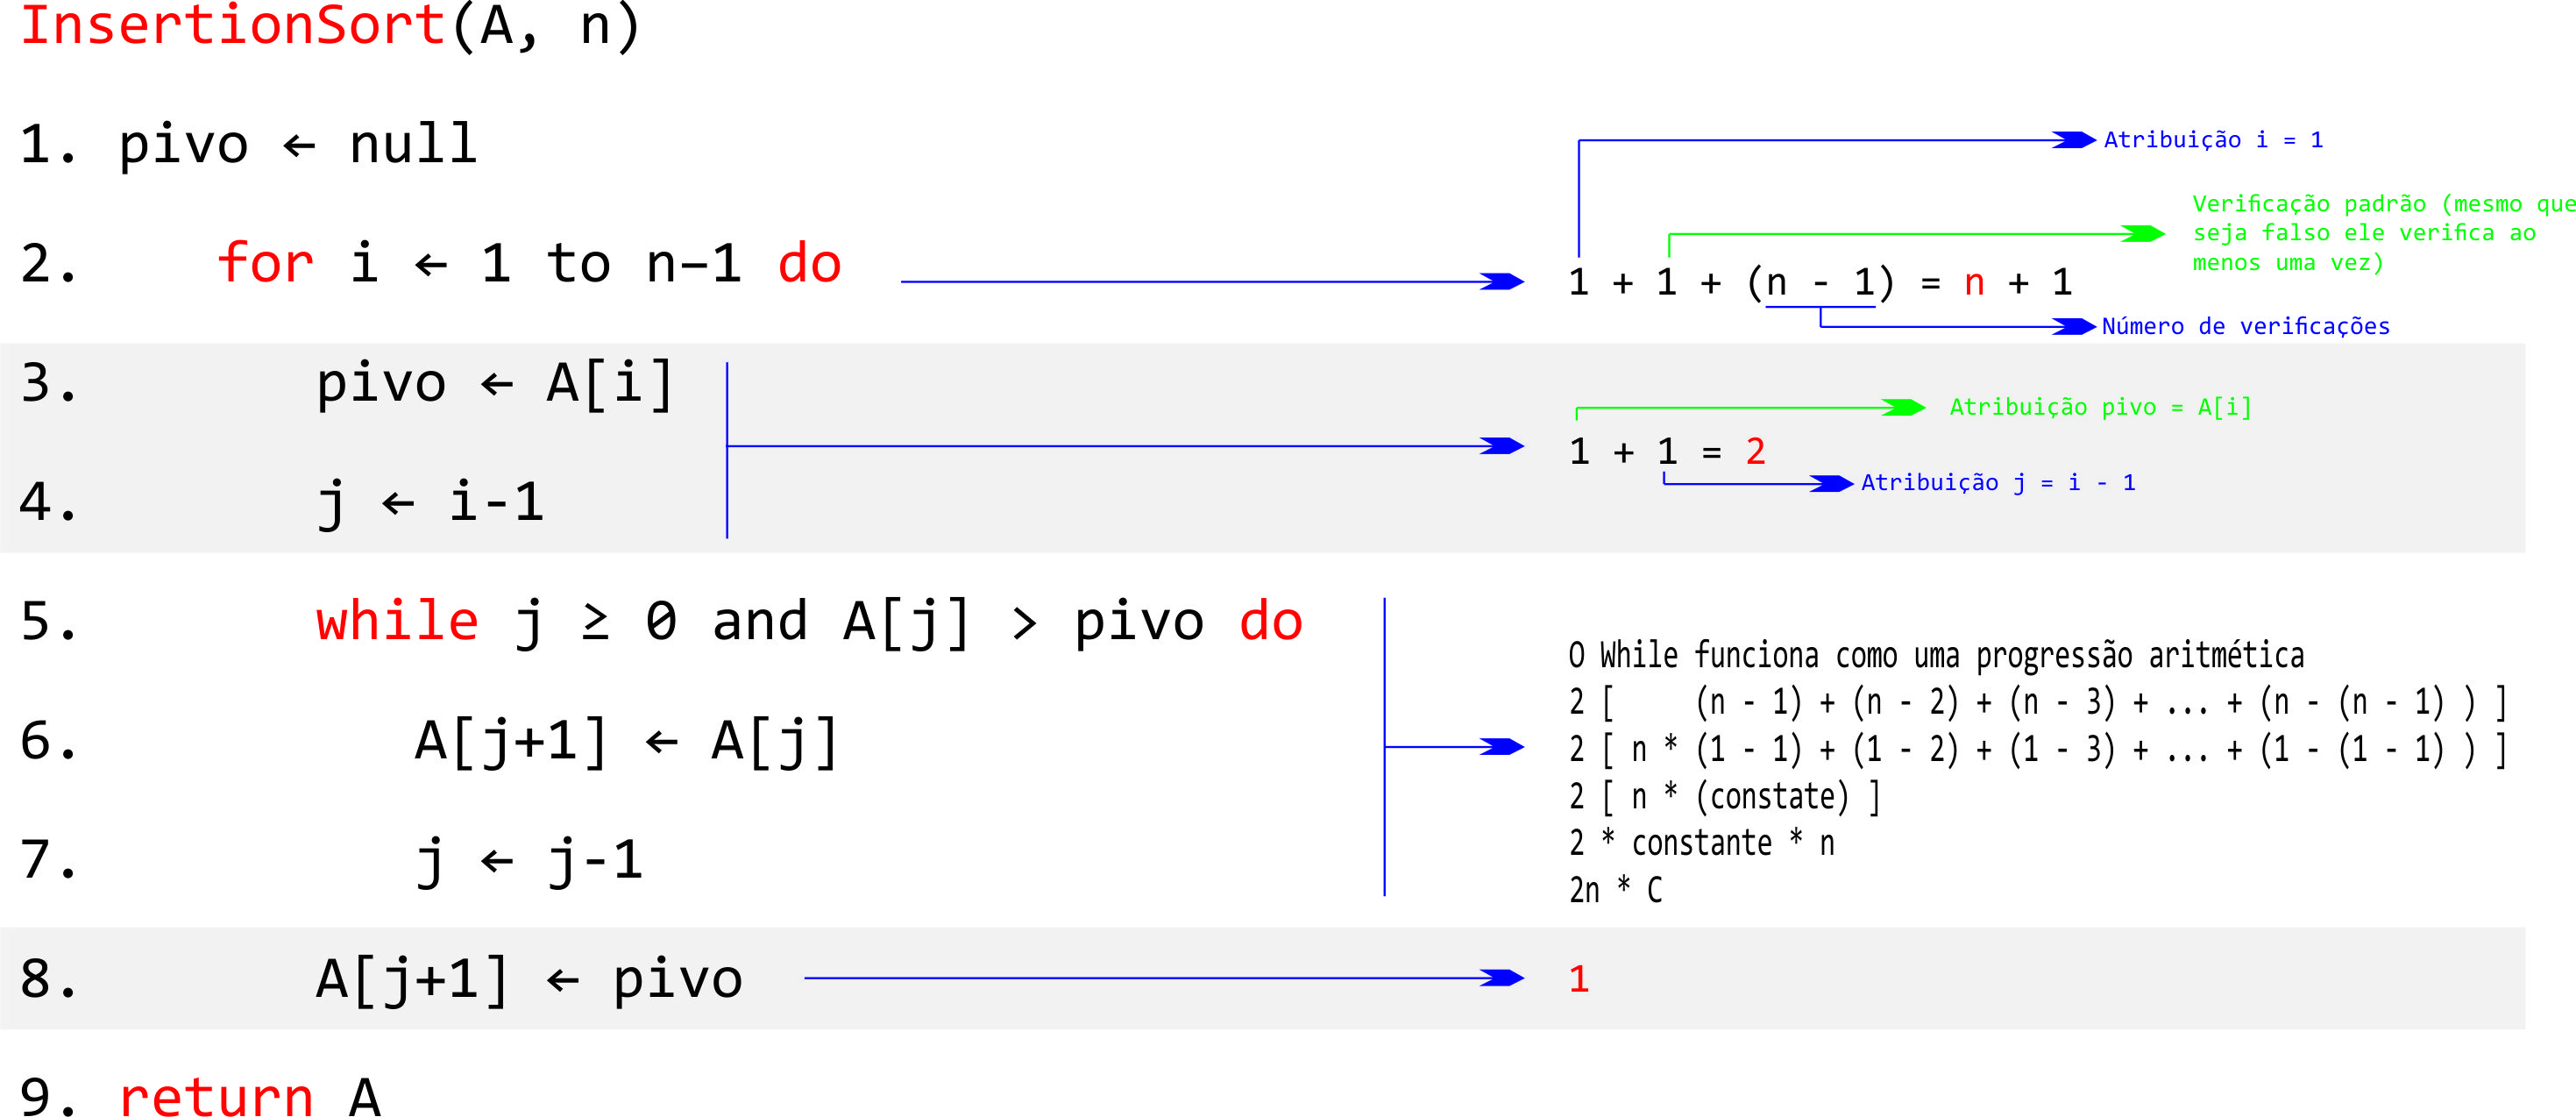 InsertionSort(A, n)
1. pivo ← null
Atribuição i = 1
Verificação padrão (mesmo que
seja falso ele verifica ao
menos uma vez)
2. for i ← 1 to n–1 do
1 + 1 + (n - 1) = n + 1
Número de verificações
3. pivo ← A[i]
Atribuição pivo = A[i]
1 + 1 = 2
4. j ← i-1
Atribuição j = i - 1
5. while j ≥ 0 and A[j] > pivo do
6. A[j+1] ← A[j]
7. j ← j-1
O While funciona como uma progressão aritmética
2 [ (n - 1) + (n - 2) + (n - 3) + ... + (n - (n - 1) ) ]
2 [ n * (1 - 1) + (1 - 2) + (1 - 3) + ... + (1 - (1 - 1) ) ]
2 [ n * (constate) ]
2 * constante * n
2n * C
8. A[j+1] ← pivo
1
9. return A